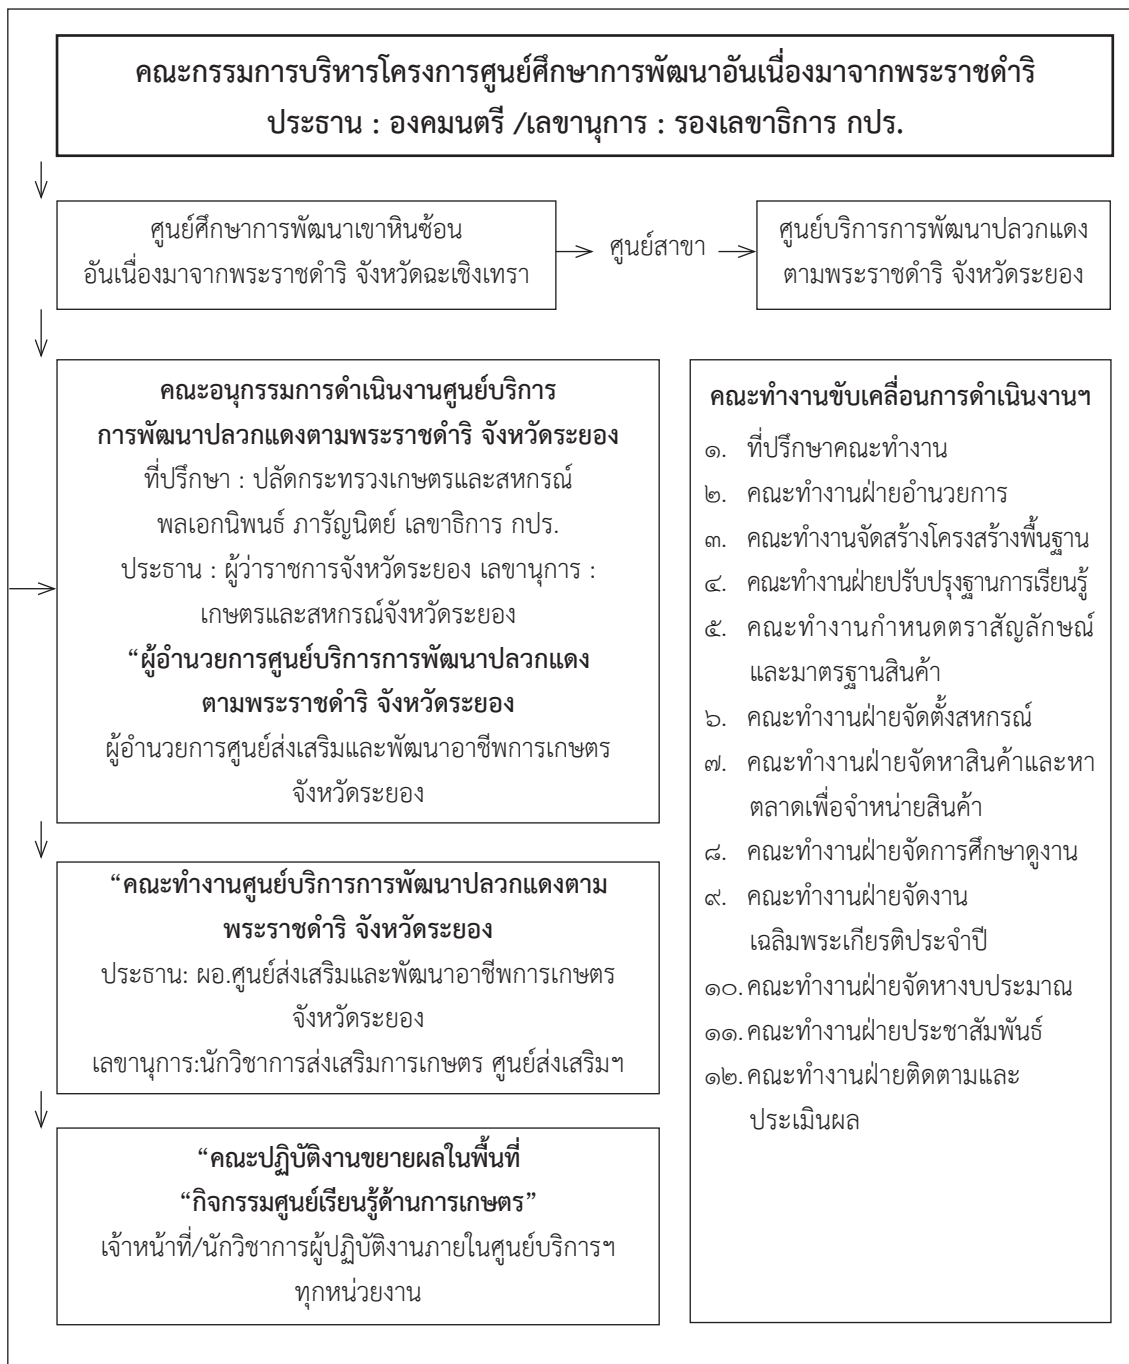 คณะกรรมการบริหารโครงการศูนย์ศึกษาการพัฒนาอันเนื่องมาจากพระราชดำริ
ประธาน : องคมนตรี /เลขานุการ : รองเลขาธิการ กปร.
ศูนย์ศึกษาการพัฒนาเขาหินซ้อน
อันเนื่องมาจากพระราชดำริ จังหวัดฉะเชิงเทรา
ศูนย์สาขา
ศูนย์บริการการพัฒนาปลวกแดง
ตามพระราชดำริ จังหวัดระยอง
คณะอนุกรรมการดำเนินงานศูนย์บริการ
การพัฒนาปลวกแดงตามพระราชดำริ จังหวัดระยอง
ที่ปรึกษา : ปลัดกระทรวงเกษตรและสหกรณ์
พลเอกนิพนธ์ ภารัญนิตย์ เลขาธิการ กปร.
ประธาน : ผู้ว่าราชการจังหวัดระยอง เลขานุการ :
เกษตรและสหกรณ์จังหวัดระยอง
“ผู้อำนวยการศูนย์บริการการพัฒนาปลวกแดง
ตามพระราชดำริ จังหวัดระยอง
ผู้อำนวยการศูนย์ส่งเสริมและพัฒนาอาชีพการเกษตร
จังหวัดระยอง
“คณะทำงานศูนย์บริการการพัฒนาปลวกแดงตาม
พระราชดำริ จังหวัดระยอง
ประธาน: ผอ.ศูนย์ส่งเสริมและพัฒนาอาชีพการเกษตร
จังหวัดระยอง
เลขานุการ:นักวิชาการส่งเสริมการเกษตร ศูนย์ส่งเสริมฯ
“คณะปฏิบัติงานขยายผลในพื้นที่
“กิจกรรมศูนย์เรียนรู้ด้านการเกษตร”
เจ้าหน้าที่/นักวิชาการผู้ปฏิบัติงานภายในศูนย์บริการฯ
ทุกหน่วยงาน
คณะทำงานขับเคลื่อนการดำเนินงานฯ
๑. ที่ปรึกษาคณะทำงาน
๒. คณะทำงานฝ่ายอำนวยการ
๓. คณะทำงานจัดสร้างโครงสร้างพื้นฐาน
๔. คณะทำงานฝ่ายปรับปรุงฐานการเรียนรู้
๕. คณะทำงานกำหนดตราสัญลักษณ์
และมาตรฐานสินค้า
๖. คณะทำงานฝ่ายจัดตั้งสหกรณ์
๗. คณะทำงานฝ่ายจัดหาสินค้าและหา
ตลาดเพื่อจำหน่ายสินค้า
๘. คณะทำงานฝ่ายจัดการศึกษาดูงาน
๙. คณะทำงานฝ่ายจัดงาน
เฉลิมพระเกียรติประจำปี
๑๐. คณะทำงานฝ่ายจัดหางบประมาณ
๑๑. คณะทำงานฝ่ายประชาสัมพันธ์
๑๒. คณะทำงานฝ่ายติดตามและ
ประเมินผล